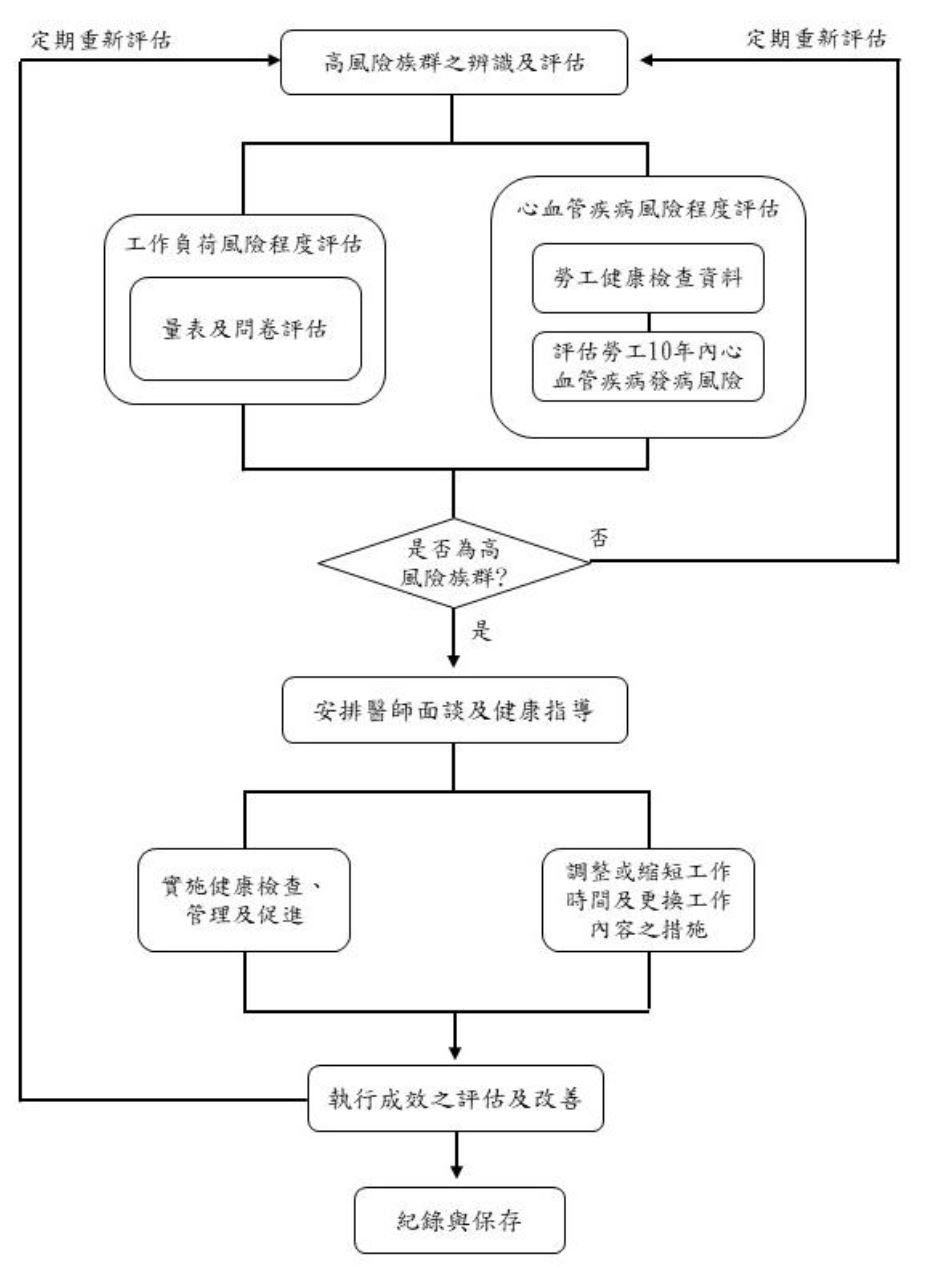 定期重新評估
定期重新評估
高風險族群之辨識及評估
工作負荷風險程度評估
量表及問卷評估
心血管疾病風險程度評估
勞工健康檢查資料
評估勞工10年內心
血管疾病發病風險
是否為高
風險族群?
否
是
安排醫師面談及健康指導
實施健康檢查、
管理及促進
調整或縮短工作
時間及更換工作
內容之措施
執行成效之評估及改善
紀錄與保存